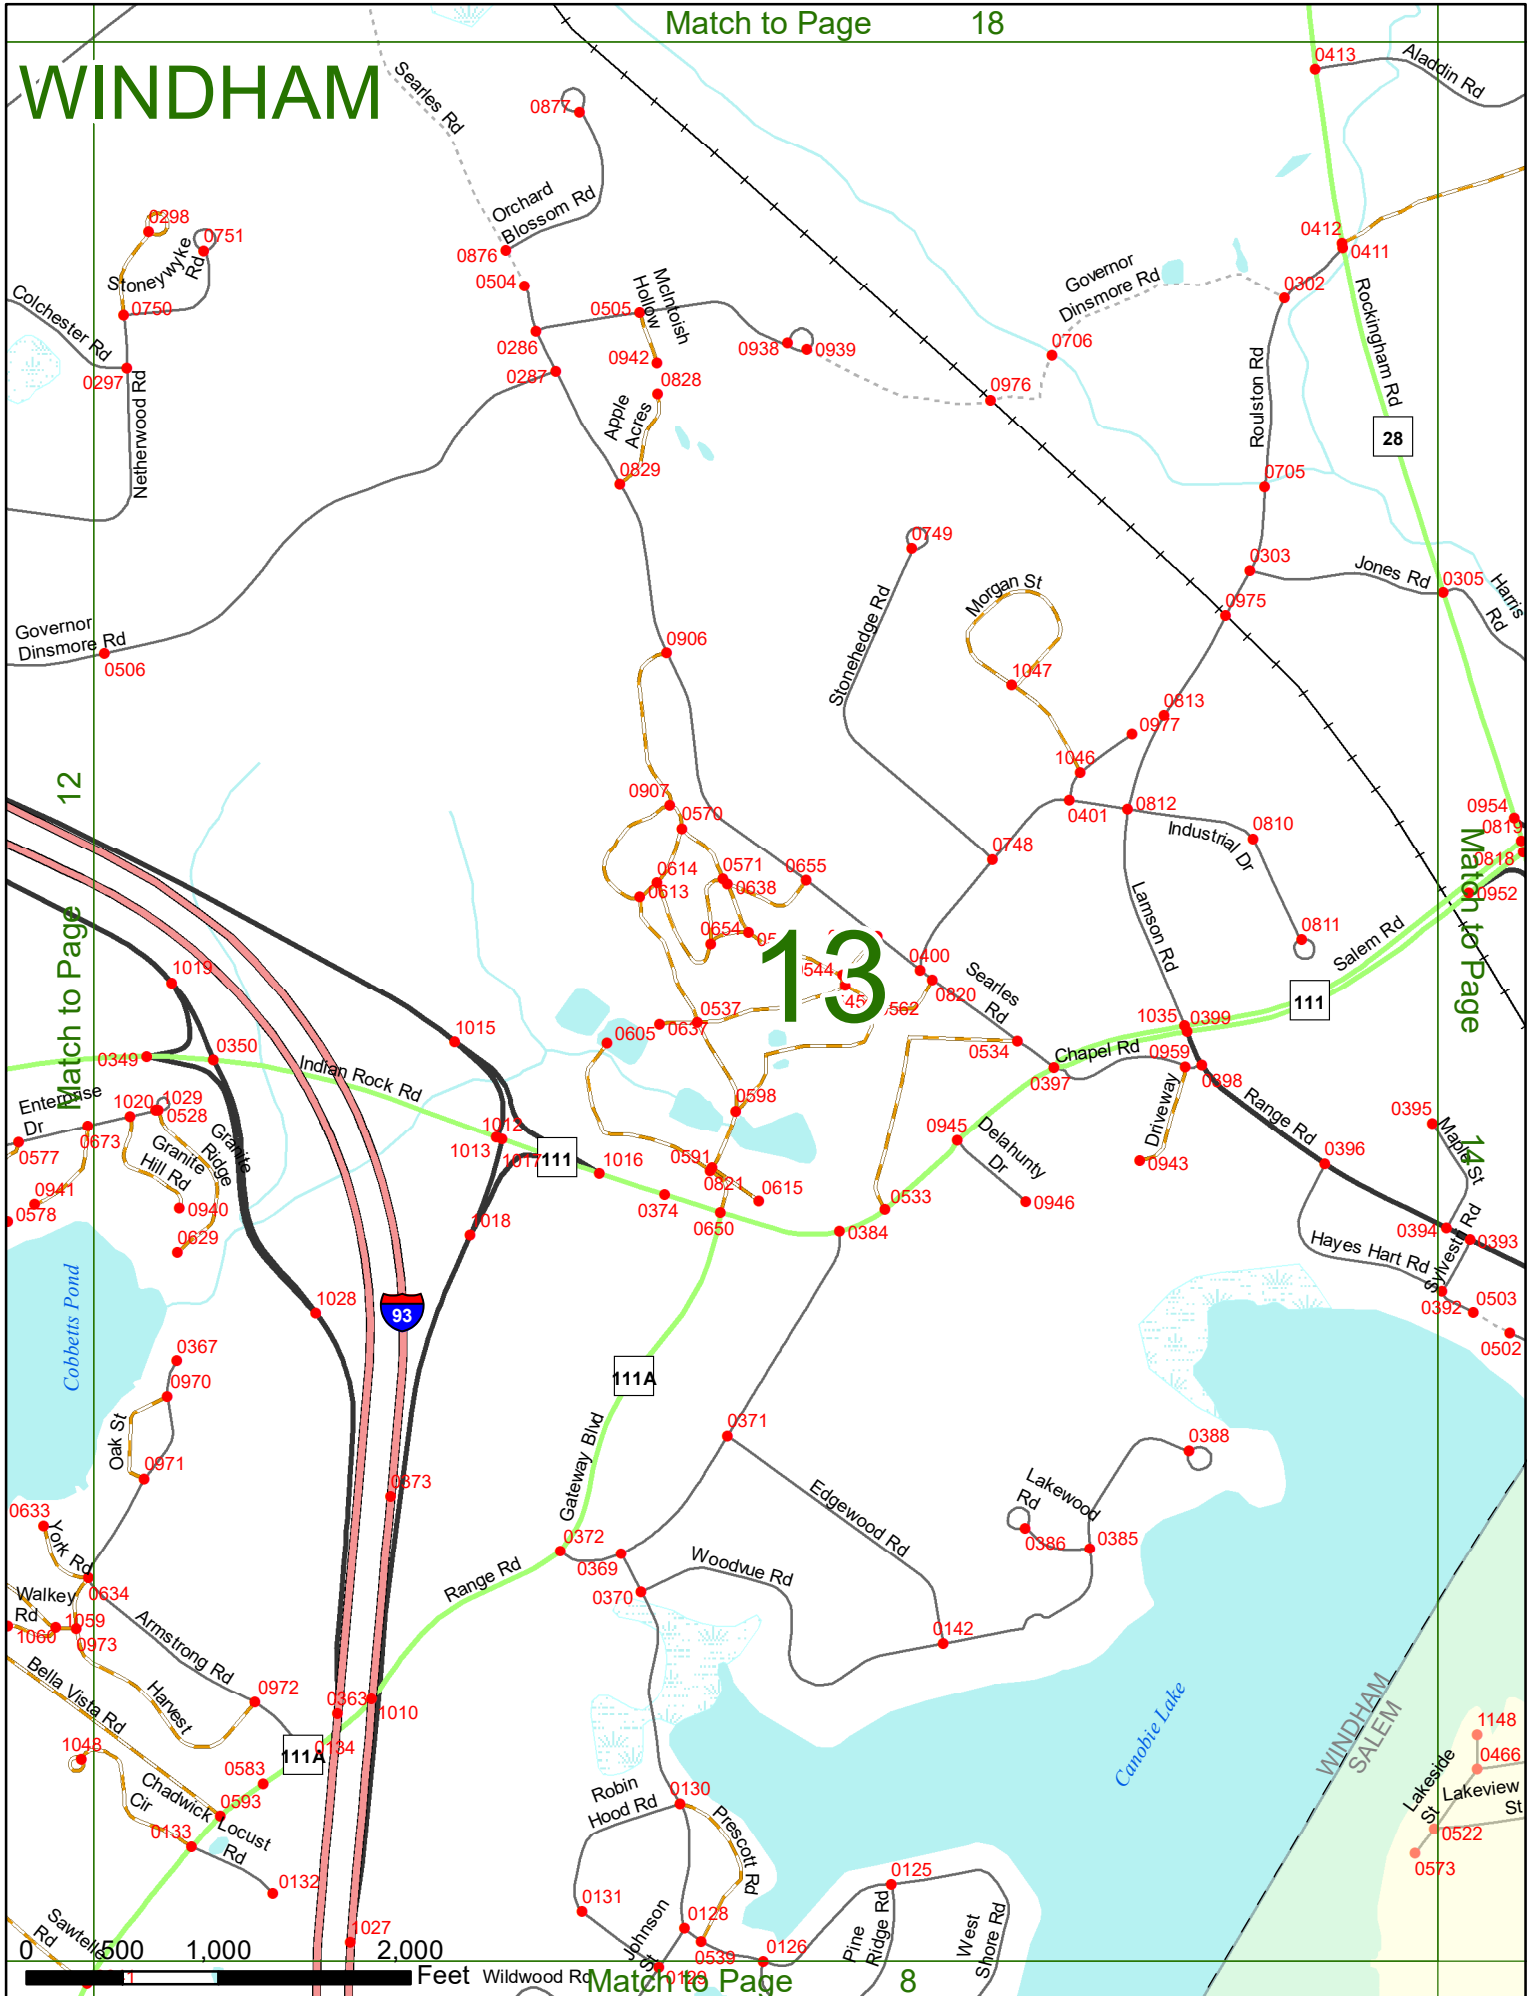 Match to Page 18
WINDHAM
0413
Aladdin Rd
Searles Rd
0877
Orchard
Blossom Rd
0298
0751
Stoneywyke
Rd
0876
0504
0412
0411
Governor
Dinsmore Rd
0302
Colchester Rd
0750
0505
McIntoish
Hollow
Rockingham Rd
0286
0938
0939
0706
0297
0287
0942
0828
0976
Roulston Rd
Netherwood Rd
Apple
Acres
28
0829
0705
0749
0303
Jones Rd
0305
Harris
Rd
Morgan St
0975
Stonehedge Rd
Governor
Dinsmore Rd
0506
0906
1047
0813
0977
1046
12
Match to Page
0907
0570
0401
0812
0954
0819
0818
Industrial Dr
0810
0748
0614
0571
0655
0613
0638
0952
Lamson Rd
0654
0811
Salem Rd
13
0544
0400
0820
Searles
Rd
1019
111
Match to Page
14
0562
1015
0537
0605
0637
1035
0399
0349
0350
0534
Chapel Rd
0959
0397
0398
Indian Rock Rd
Enterprise
Dr
1020
1029
0528
0598
Range Rd
0395
Maple St
0577
0673
Granite
Hill Rd
Granite
Ridge
1012
1013
1017
111
1016
0945
Delahunty
Dr
Driveway
0943
0396
0591
0821
0615
0941
0578
0940
0374
0533
0946
0629
1018
0650
0384
0394
0393
Sylvestr Rd
Hayes Hart Rd
0392
0503
0502
Cobbetts Pond
1028
93
0367
0970
111A
Oak St
0971
Gateway Blvd
0371
0388
0373
Edgewood Rd
Lakewood
Rd
0633
York Rd
0386
0385
0372
0369
Range Rd
Woodvue Rd
0370
0634
Walkey
Rd
1059
1060
0973
Armstrong Rd
0142
Bella Vista Rd
Harvest
0972
0363
1010
Canobie Lake
WINDHAM
SALEM
1148
0466
1048
111A
0134
0583
Chadwick
Cir
0593
Robin
Hood Rd
0130
Prescott Rd
Lakeside
St
Lakeview
St
0133
Locust
Rd
0522
0573
0132
0131
0125
Johnson
St
0128
Pine
Ridge Rd
West
Shore Rd
1027
Sawtelle
Rd
0539
0126
0129
0 500 1,000 2,000
Feet
Wildwood Rd
Match to Page 8